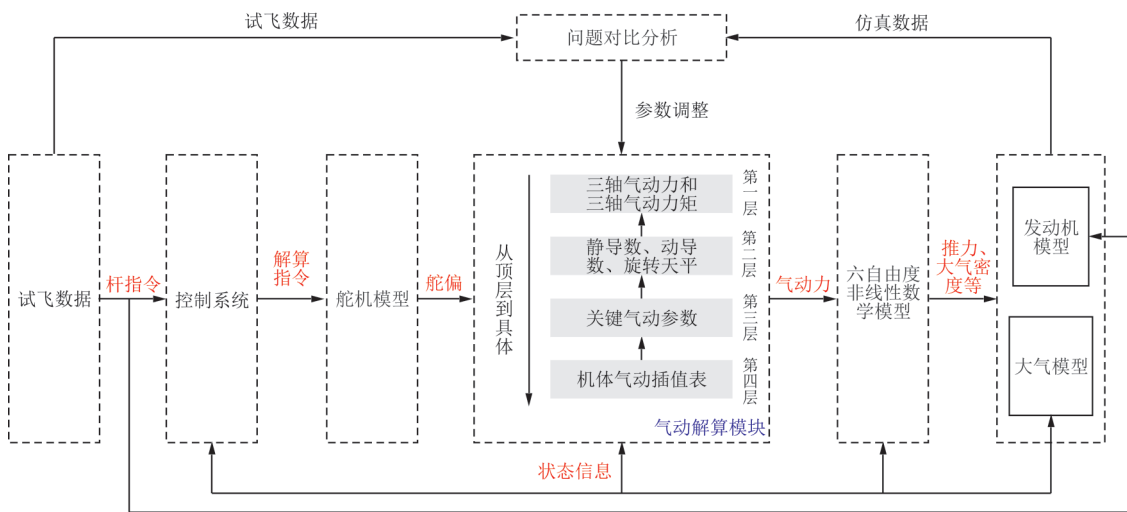 试飞数据
仿真数据
问题对比分析
参数调整
试飞数据
杆指令
控制系统
解算
指令
舵机模型
舵偏
从顶层到具体
三轴气动力和
三轴气动力矩
第一层
静导数、动导
数、旋转天平
第二层
关键气动参数
第三层
机体气动插值表
第四层
气动解算模块
气动力
六自由度
非线性数
学模型
推力、
大气密
度等
发动机
模型
大气模型
状态信息